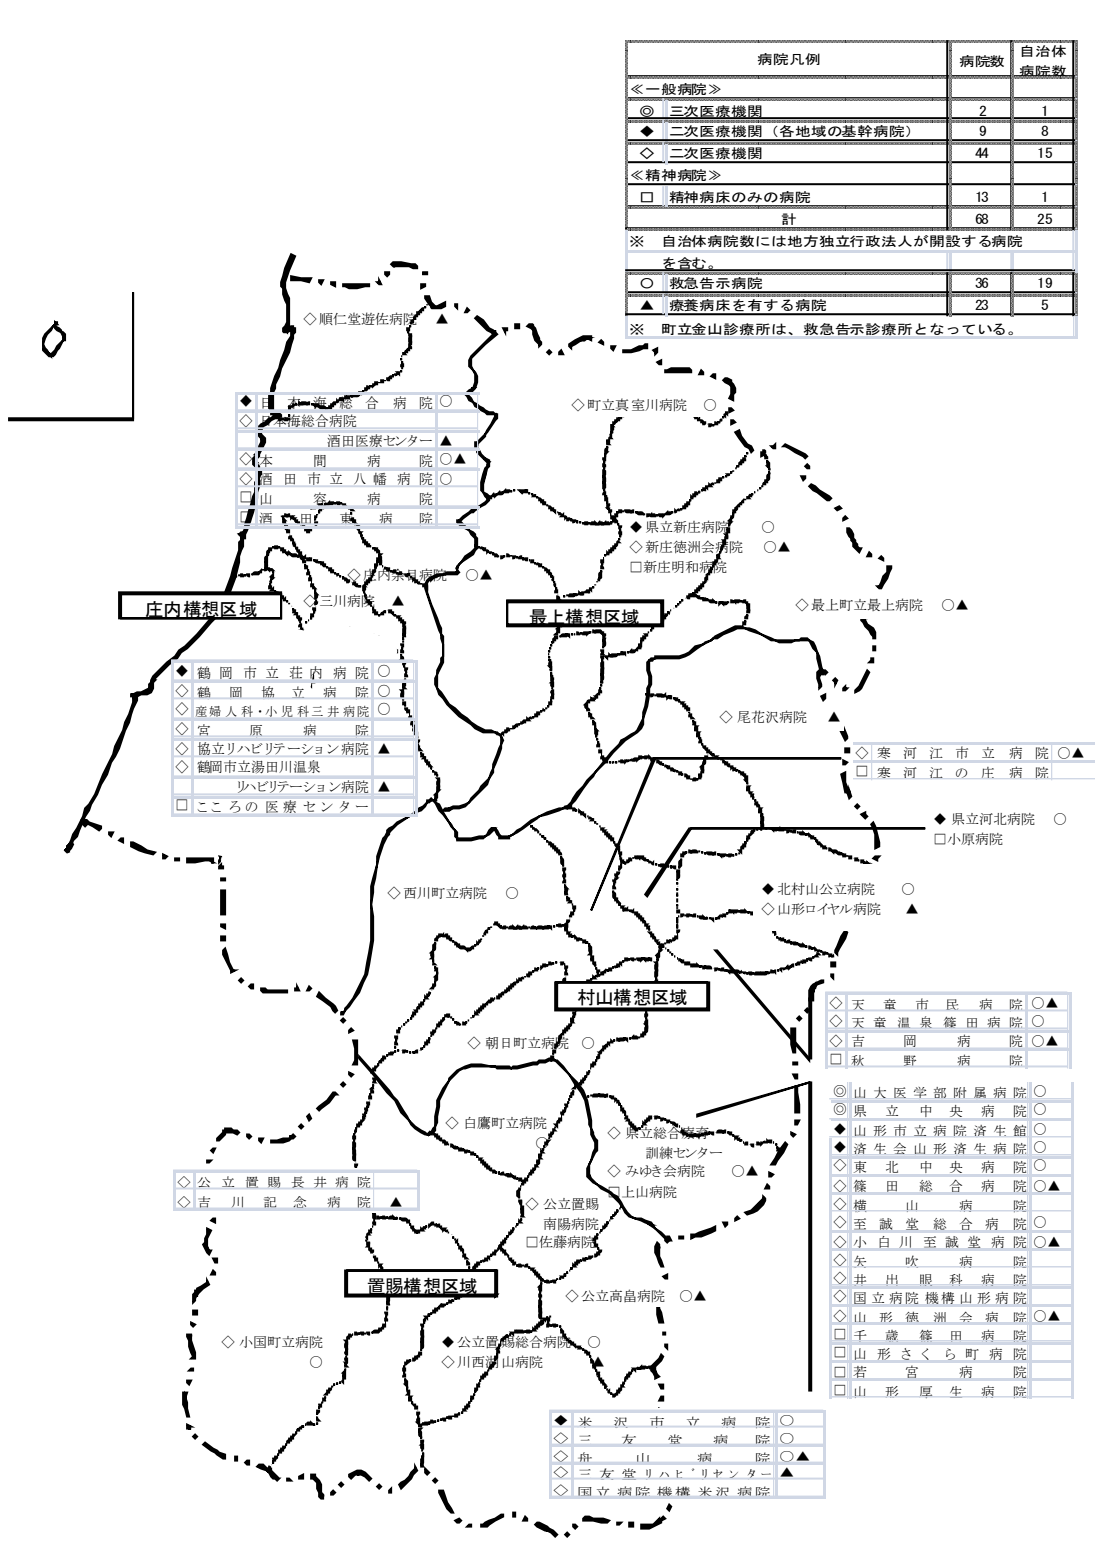 病院凡例 病院数 自治体病院数
≪一般病院≫
◎ 三次医療機関 2 1
◆ 二次医療機関（各地域の基幹病院） 9 8
◇ 二次医療機関 44 15
≪精神病院≫
□ 精神病床のみの病院 13 1
計 68 25
※ 自治体病院数には地方独立行政法人が開設する病院
を含む。
○ 救急告示病院 36 19
▲ 療養病床を有する病院 23 5
※ 町立金山診療所は、救急告示診療所となっている。
◇順仁堂遊佐病院 ▲
◆日本海総合病院 ○
◇日本海総合病院
酒田医療センター ▲
◇本間病院 ○▲
◇酒田市立八幡病院 ○
□山容病院
□酒田東病院
◇町立真室川病院 ○
◆県立新庄病院 ○
◇新庄徳洲会病院 ○▲
□新庄明和病院
◇庄内余目病院 ○▲
◇三川病院 ▲
庄内構想区域
最上構想区域
◇最上町立最上病院 ○▲
◆鶴岡市立荘内病院 ○
◇鶴岡協立病院 ○
◇産婦人科・小児科三井病院 ○
◇宮原病院
◇協立リハビリテーション病院 ▲
◇鶴岡市立湯田川温泉
リハビリテーション病院 ▲
□こころの医療センター
◇尾花沢病院 ▲
◇寒河江市立病院 ○▲
□寒河江の庄病院
◆県立河北病院 ○
□小原病院
◇西川町立病院 ○
◆北村山公立病院 ○
◇山形ロイヤル病院 ▲
村山構想区域
◇天童市民病院 ○▲
◇天童温泉篠田病院 ○
◇吉岡病院 ○▲
□秋野病院
◇朝日町立病院 ○
◎山大医学部附属病院 ○
◎県立中央病院 ○
◆山形市立病院済生館 ○
◆済生会山形済生病院 ○
◇東北中央病院 ○
◇篠田総合病院 ○▲
◇横山病院
◇至誠堂総合病院 ○
◇小白川至誠堂病院 ○▲
◇矢吹病院
◇井出眼科病院
◇国立病院機構山形病院
◇山形徳洲会病院 ○▲
□千歳篠田病院
□山形さくら町病院
□若宮病院
□山形厚生病院
◇白鷹町立病院
○
◇県立総合療育
訓練センター
◇みゆき会病院 ○▲
□上山病院
◇公立置賜長井病院
◇吉川記念病院 ▲
◇公立置賜
南陽病院
□佐藤病院
置賜構想区域
◇公立高畠病院 ○▲
◇小国町立病院
○
◆公立置賜総合病院 ○
◇川西湖山病院 ▲
◆米沢市立病院 ○
◇三友堂病院 ○
◇舟山病院 ○▲
◇三友堂リハビリセンター ▲
◇国立病院機構米沢病院